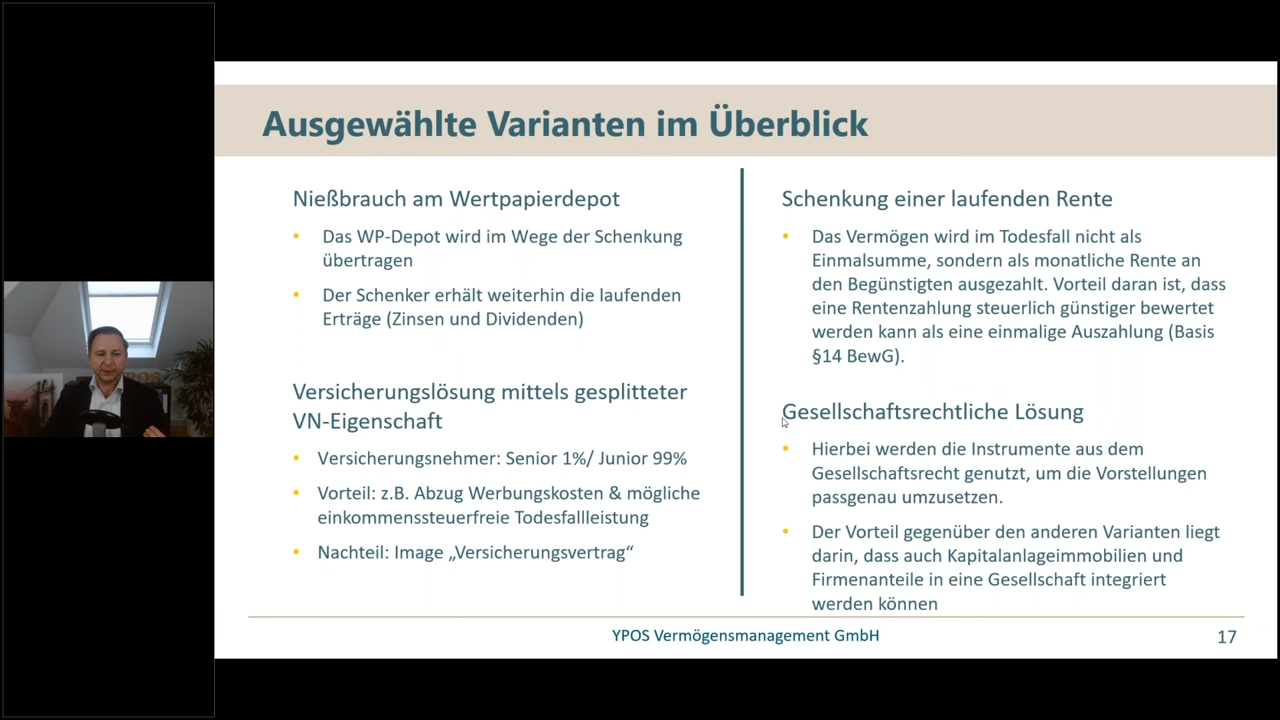 Ausgewählte Varianten im Überblick
Nießbrauch am Wertpapierdepot
• Das WP-Depot wird im Wege der Schenkung
übertragen
• Der Schenker erhält weiterhin die laufenden
Erträge (Zinsen und Dividenden)
Versicherungslösung mittels gesplitteter
VN-Eigenschaft
• Versicherungsnehmer: Senior 1%/ Junior 99%
• Vorteil: z.B. Abzug Werbungskosten & mögliche
einkommenssteuerfreie Todesfallleistung
• Nachteil: Image „Versicherungsvertrag“
Schenkung einer laufenden Rente
• Das Vermögen wird im Todesfall nicht als
Einmalsumme, sondern als monatliche Rente an
den Begünstigten ausgezahlt. Vorteil daran ist, dass
eine Rentenzahlung steuerlich günstiger bewertet
werden kann als eine einmalige Auszahlung (Basis
§14 BewG).
Gesellschaftsrechtliche Lösung
• Hierbei werden die Instrumente aus dem
Gesellschaftsrecht genutzt, um die Vorstellungen
passgenau umzusetzen.
• Der Vorteil gegenüber den anderen Varianten liegt
darin, dass auch Kapitalanlageimmobilien und
Firmenanteile in eine Gesellschaft integriert
werden können
YPOS Vermögensmanagement GmbH
17